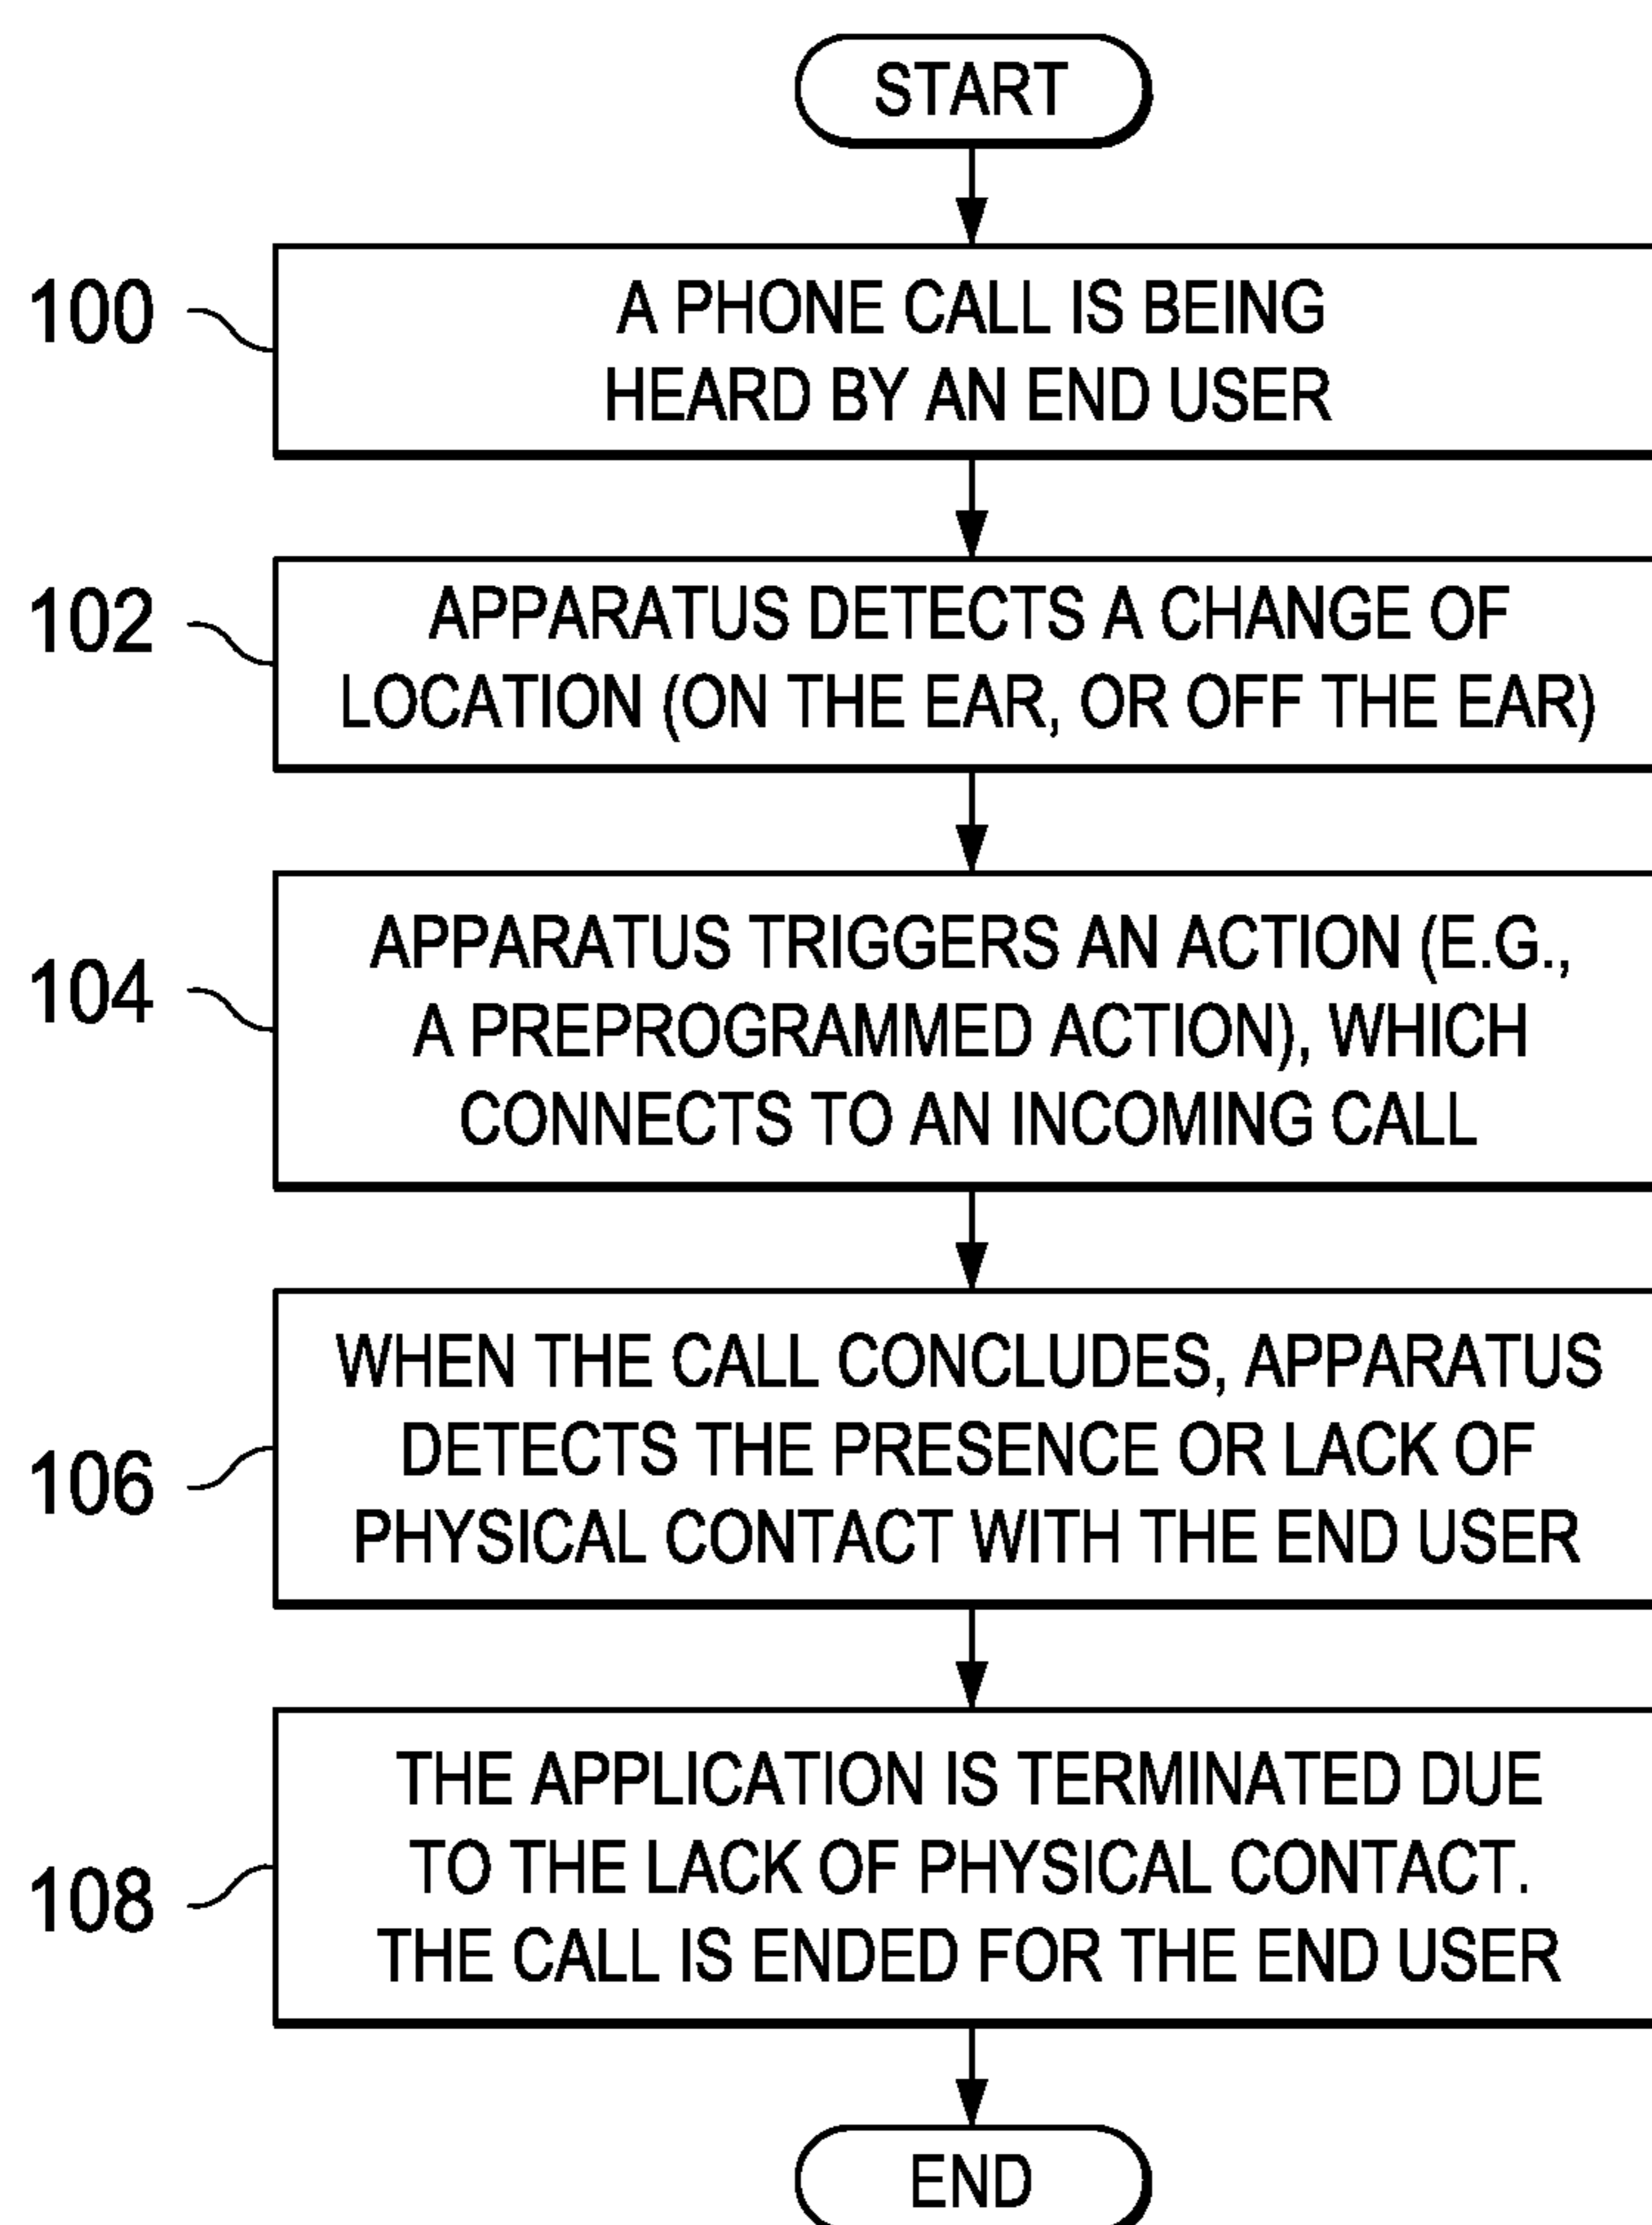 START
100
A PHONE CALL IS BEING
HEARD BY AN END USER
102
APPARATUS DETECTS A CHANGE OF
LOCATION (ON THE EAR, OR OFF THE EAR)
104
APPARATUS TRIGGERS AN ACTION (E.G.,
A PREPROGRAMMED ACTION), WHICH
CONNECTS TO AN INCOMING CALL
106
WHEN THE CALL CONCLUDES, APPARATUS
DETECTS THE PRESENCE OR LACK OF
PHYSICAL CONTACT WITH THE END USER
108
THE APPLICATION IS TERMINATED DUE
TO THE LACK OF PHYSICAL CONTACT.
THE CALL IS ENDED FOR THE END USER
END